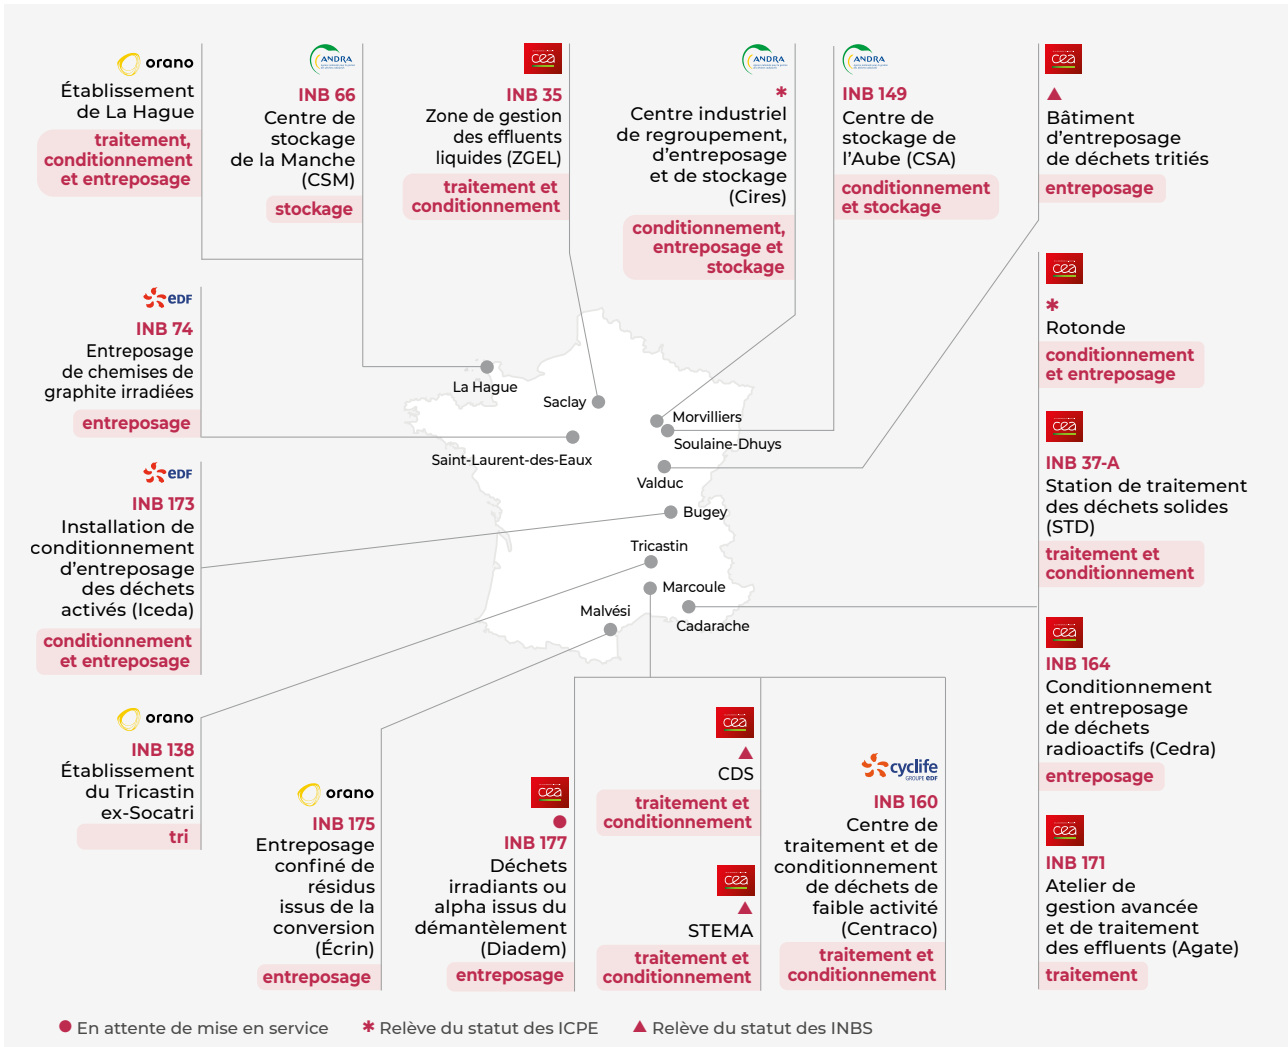 orano
Établissement
de La Hague
traitement,
conditionnement
et entreposage
ANDRA
INB 66
Centre de
stockage
de la Manche
(CSM)
stockage
cea
INB 35
Zone de gestion
des effluents
liquides (ZGEL)
traitement et
conditionnement
ANDRA
*
Centre industriel
de regroupement,
d'entreposage
et de stockage
(Cires)
conditionnement,
entreposage et
stockage
ANDRA
INB 149
Centre de
stockage de
l'Aube (CSA)
conditionnement
et stockage
cea
▲
Bâtiment
d'entreposage
de déchets tritiés
entreposage
edf
INB 74
Entreposage
de chemises de
graphite irradiées
entreposage
edf
INB 173
Installation de
conditionnement
d'entreposage
des déchets
activés (Iceda)
conditionnement
et entreposage
orano
INB 138
Établissement
du Tricastin
ex-Socatri
tri
La Hague
Saclay
Morvilliers
Soulaine-Dhuys
Saint-Laurent-des-Eaux
Valduc
Bugey
Tricastin
Marcoule
Malvési
Cadarache
cea
*
Rotonde
conditionnement
et entreposage
cea
INB 37-A
Station de traitement
des déchets solides
(STD)
traitement et
conditionnement
cea
INB 164
Conditionnement
et entreposage
de déchets
radioactifs (Cedra)
entreposage
cea
INB 171
Atelier de
gestion avancée
et de traitement
des effluents (Agate)
traitement
orano
INB 175
Entreposage
confiné de
résidus
issus de la
conversion
(Écrin)
entreposage
cea
●
INB 177
Déchets
irradiants ou
alpha issus du
démantèlement
(Diadem)
entreposage
cea
▲
CDS
traitement et
conditionnement
cea
▲
STEMA
traitement et
conditionnement
cyclife
GROUPE EDF
INB 160
Centre de
traitement et de
conditionnement
de déchets de
faible activité
(Centraco)
traitement et
conditionnement
● En attente de mise en service * Relève du statut des ICPE ▲ Relève du statut des INBS